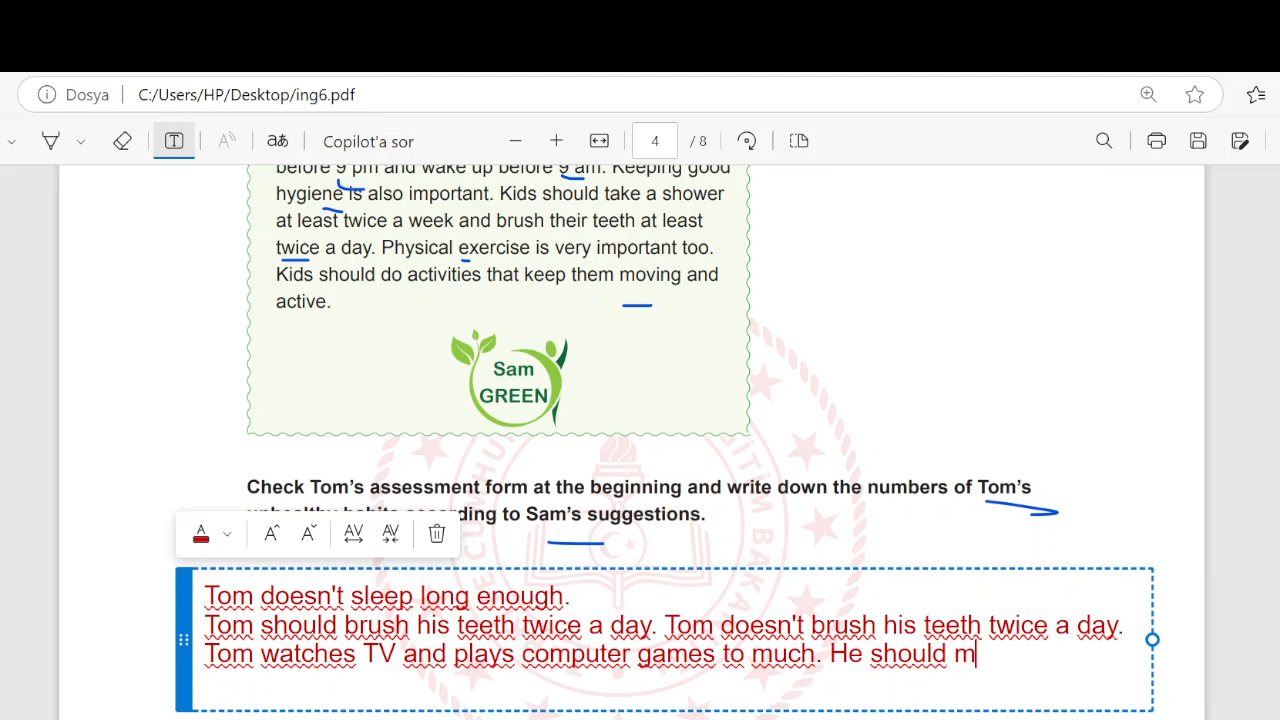 Dosya
C:/Users/HP/Desktop/ing6.pdf
aあ
Copilot'a sor
4
/ 8
before 9 pm and wake up before 9 am. Keeping good
hygiene is also important. Kids should take a shower
at least twice a week and brush their teeth at least
twice a day. Physical exercise is very important too.
Kids should do activities that keep them moving and
active.
Sam
GREEN
Check Tom’s assessment form at the beginning and write down the numbers of Tom’s
unhealthy habits according to Sam’s suggestions.
Tom doesn't sleep long enough.
Tom should brush his teeth twice a day. Tom doesn't brush his teeth twice a day.
Tom watches TV and plays computer games to much. He should m